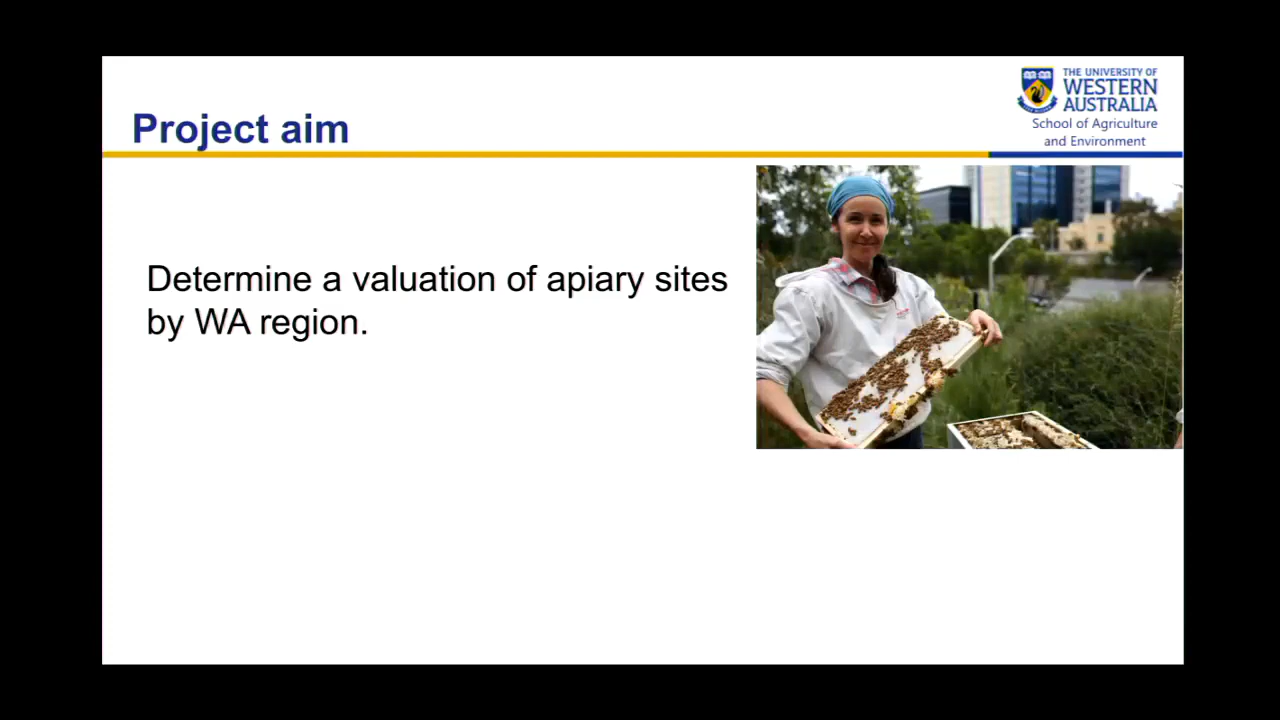 Project aim
THE UNIVERSITY OF
WESTERN
AUSTRALIA
School of Agriculture
and Environment
Determine a valuation of apiary sites
by WA region.